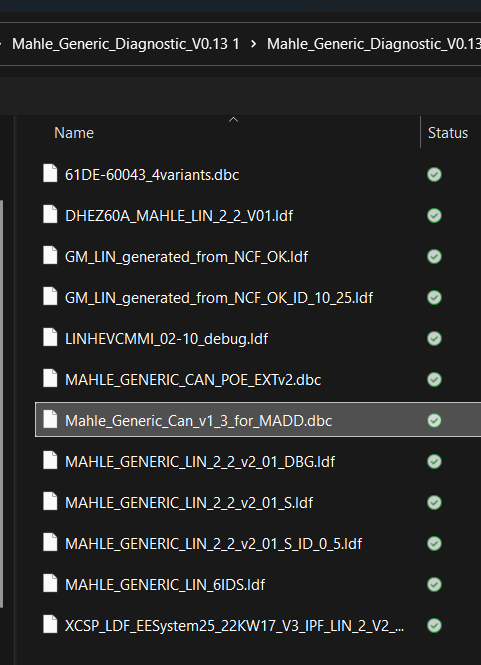 Mahle_Generic_Diagnostic_V0.13 1 > Mahle_Generic_Diagnostic_V0.13
Name Status
61DE-60043_4variants.dbc
DHEZ60A_MAHLE_LIN_2_2_V01.ldf
GM_LIN_generated_from_NCF_OK.ldf
GM_LIN_generated_from_NCF_OK_ID_10_25.ldf
LINHEVCMMI_02-10_debug.ldf
MAHLE_GENERIC_CAN_POE_EXTv2.dbc
Mahle_Generic_Can_v1_3_for_MADD.dbc
MAHLE_GENERIC_LIN_2_2_v2_01_DBG.ldf
MAHLE_GENERIC_LIN_2_2_v2_01_S.ldf
MAHLE_GENERIC_LIN_2_2_v2_01_S_ID_0_5.ldf
MAHLE_GENERIC_LIN_6IDS.ldf
XCSP_LDF_EESystem25_22KW17_V3_IPF_LIN_2_V2_...